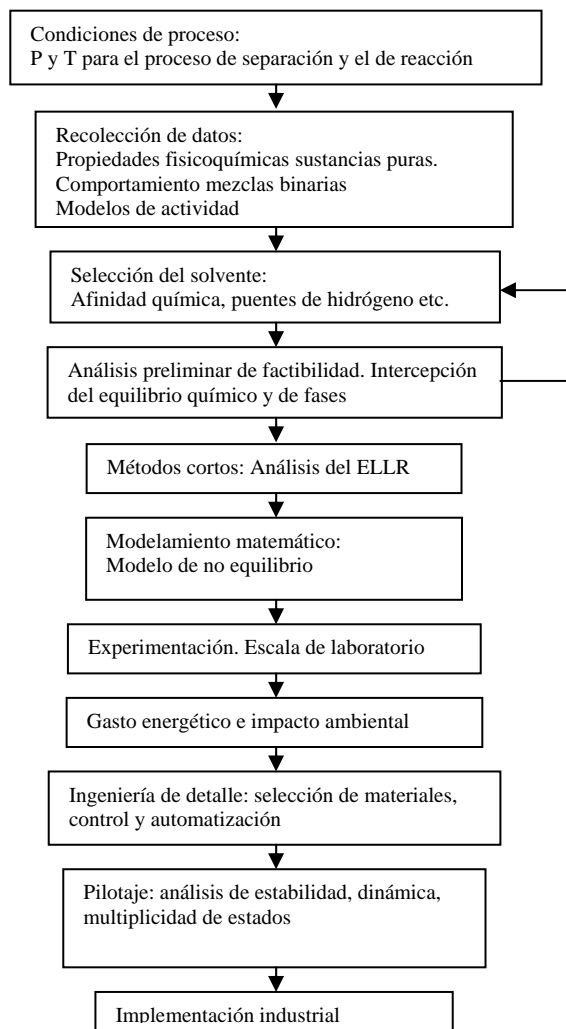 Condiciones de proceso:
P y T para el proceso de separación y el de reacción
Recolección de datos:
Propiedades fisicoquímicas sustancias puras.
Comportamiento mezclas binarias
Modelos de actividad
Selección del solvente:
Afinidad química, puentes de hidrógeno etc.
Análisis preliminar de factibilidad. Intercepción
del equilibrio químico y de fases
Métodos cortos: Análisis del ELLR
Modelamiento matemático:
Modelo de no equilibrio
Experimentación. Escala de laboratorio
Gasto energético e impacto ambiental
Ingeniería de detalle: selección de materiales,
control y automatización
Pilotaje: análisis de estabilidad, dinámica,
multiplicidad de estados
Implementación industrial